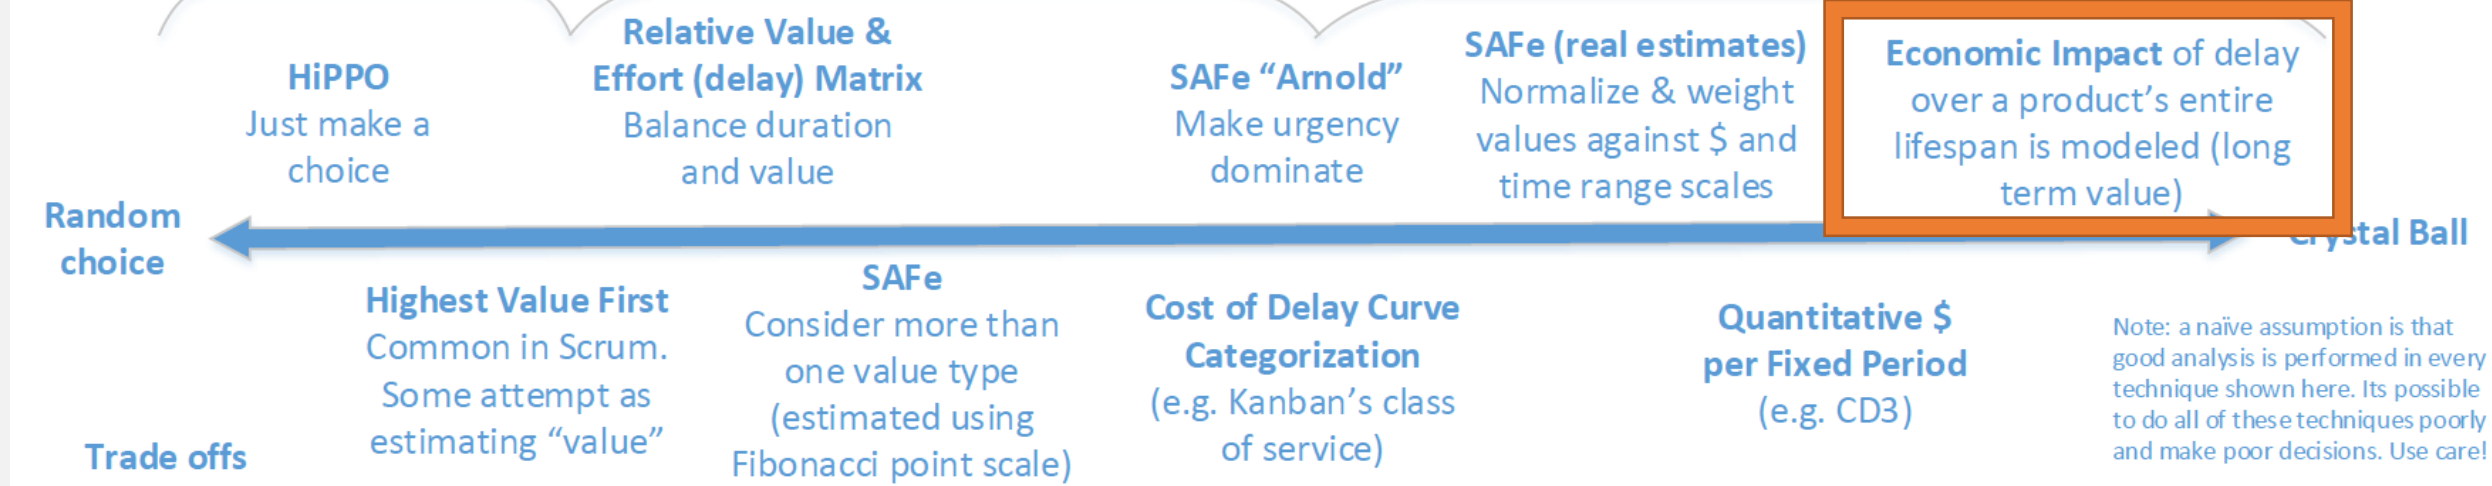 HiPPO
Just make a
choice
Relative Value &
Effort (delay) Matrix
Balance duration
and value
SAFe “Arnold”
Make urgency
dominate
SAFe (real estimates)
Normalize & weight
values against $ and
time range scales
Economic Impact of delay
over a product’s entire
lifespan is modeled (long
term value)
Random
choice
Crystal Ball
Highest Value First
Common in Scrum.
Some attempt as
estimating “value”
SAFe
Consider more than
one value type
(estimated using
Fibonacci point scale)
Cost of Delay Curve
Categorization
(e.g. Kanban’s class
of service)
Quantitative $
per Fixed Period
(e.g. CD3)
Note: a naïve assumption is that
good analysis is performed in every
technique shown here. Its possible
to do all of these techniques poorly
and make poor decisions. Use care!
Trade offs